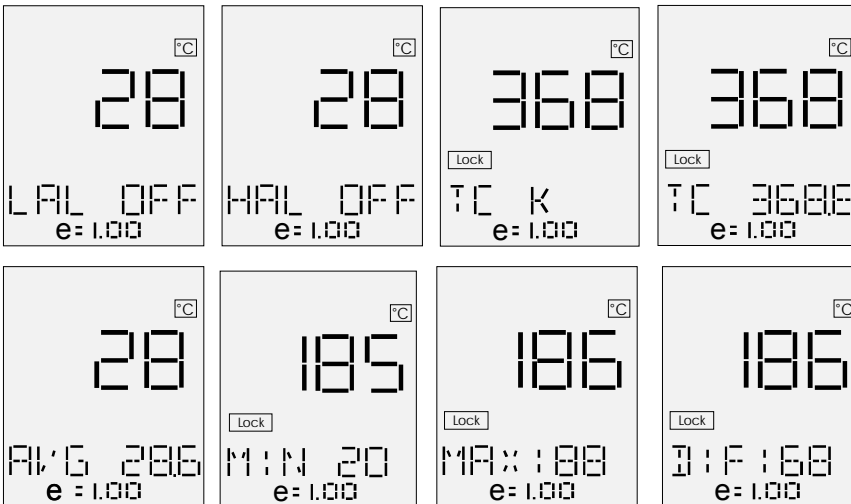 °C
28
LAL OFF
e=1.00
°C
28
HAL OFF
e=1.00
°C
368
Lock
TC K
e=1.00
°C
368
Lock
TC
e=1.00
°C
28
AVG 28.6
e =1.00
°C
185
Lock
MIN 20
e=1.00
°C
186
Lock
MAX 188
e=1.00
°C
186
Lock
DIF 168
e=1.00